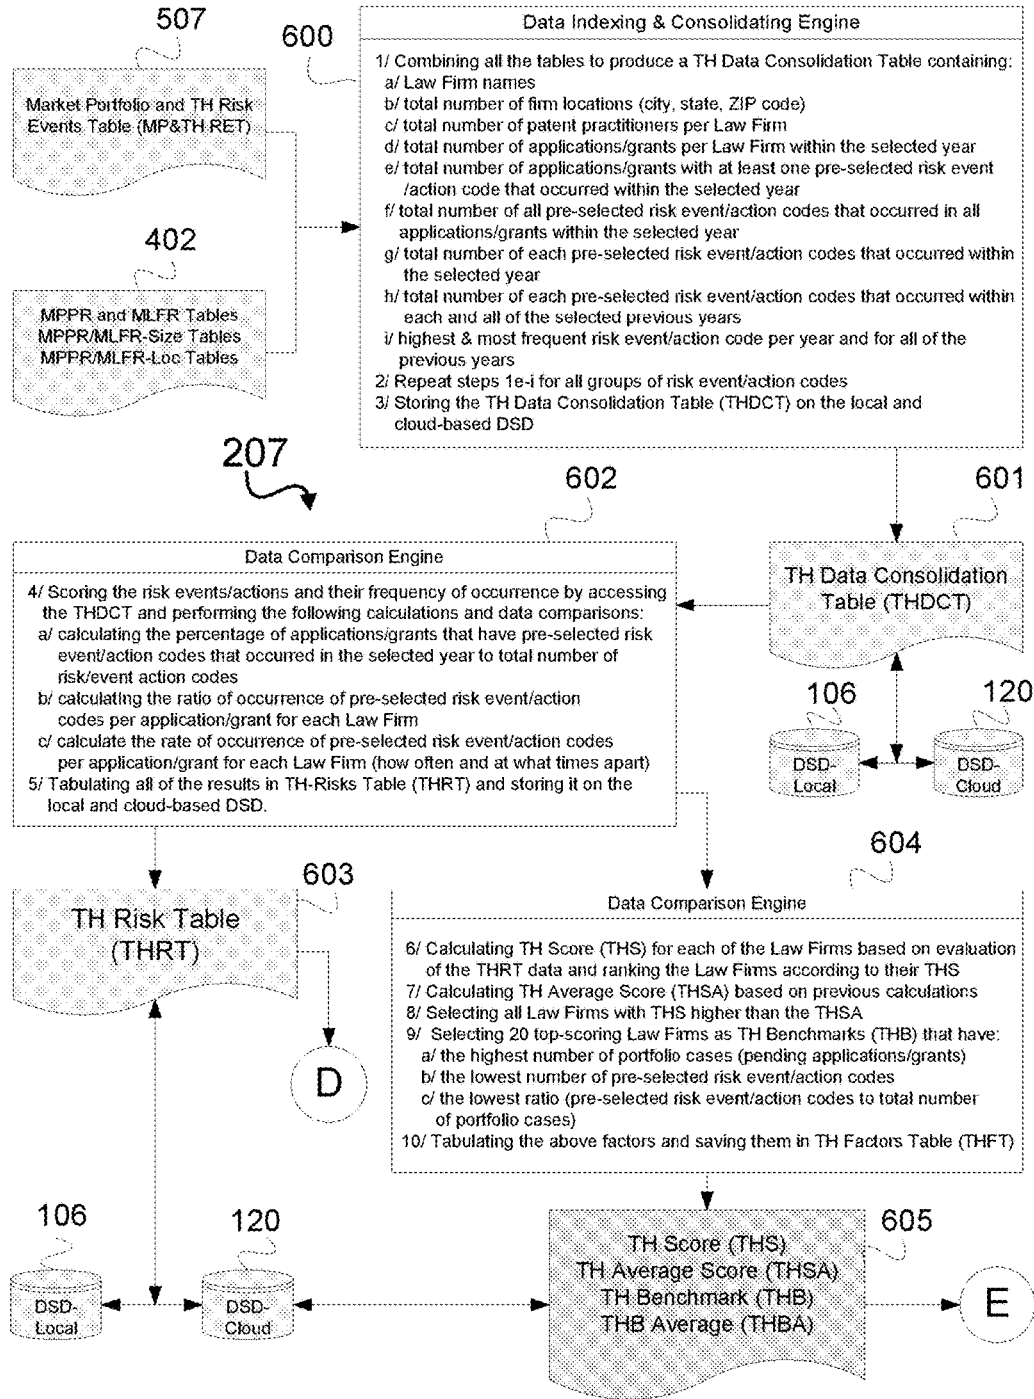 507
Market Portfolio and TH Risk
Events Table (MP&TH RET)
402
MPPR and MLFR Tables
MPPR/MLFR-Size Tables
MPPR/MLFR-Loc Tables
600
Data Indexing & Consolidating Engine
1/ Combining all the tables to produce a TH Data Consolidation Table containing:
a/ Law Firm names
b/ total number of firm locations (city, state, ZIP code)
c/ total number of patent practitioners per Law Firm
d/ total number of applications/grants per Law Firm within the selected year
e/ total number of applications/grants with at least one pre-selected risk event
/action code that occurred within the selected year
f/ total number of all pre-selected risk event/action codes that occurred in all
applications/grants within the selected year
g/ total number of each pre-selected risk event/action codes that occurred within
the selected year
h/ total number of each pre-selected risk event/action codes that occurred within
each and all of the selected previous years
i/ highest & most frequent risk event/action code per year and for all of the
previous years
2/ Repeat steps 1e-i for all groups of risk event/action codes
3/ Storing the TH Data Consolidation Table (THDCT) on the local and
cloud-based DSD
207
602
Data Comparison Engine
4/ Scoring the risk events/actions and their frequency of occurrence by accessing
the THDCT and performing the following calculations and data comparisons:
a/ calculating the percentage of applications/grants that have pre-selected risk
event/action codes that occurred in the selected year to total number of
risk/event action codes
b/ calculating the ratio of occurrence of pre-selected risk event/action
codes per application/grant for each Law Firm
c/ calculate the rate of occurrence of pre-selected risk event/action codes
per application/grant for each Law Firm (how often and at what times apart)
5/ Tabulating all of the results in TH-Risks Table (THRT) and storing it on the
local and cloud-based DSD.
601
TH Data Consolidation
Table (THDCT)
106
DSD-
Local
120
DSD-
Cloud
603
TH Risk Table
(THRT)
D
604
Data Comparison Engine
6/ Calculating TH Score (THS) for each of the Law Firms based on evaluation
of the THRT data and ranking the Law Firms according to their THS
7/ Calculating TH Average Score (THSA) based on previous calculations
8/ Selecting all Law Firms with THS higher than the THSA
9/ Selecting 20 top-scoring Law Firms as TH Benchmarks (THB) that have:
a/ the highest number of portfolio cases (pending applications/grants)
b/ the lowest number of pre-selected risk event/action codes
c/ the lowest ratio (pre-selected risk event/action codes to total number
of portfolio cases)
10/ Tabulating the above factors and saving them in TH Factors Table (THFT)
106
DSD-
Local
120
DSD-
Cloud
605
TH Score (THS)
TH Average Score (THSA)
TH Benchmark (THB)
THB Average (THBA)
E